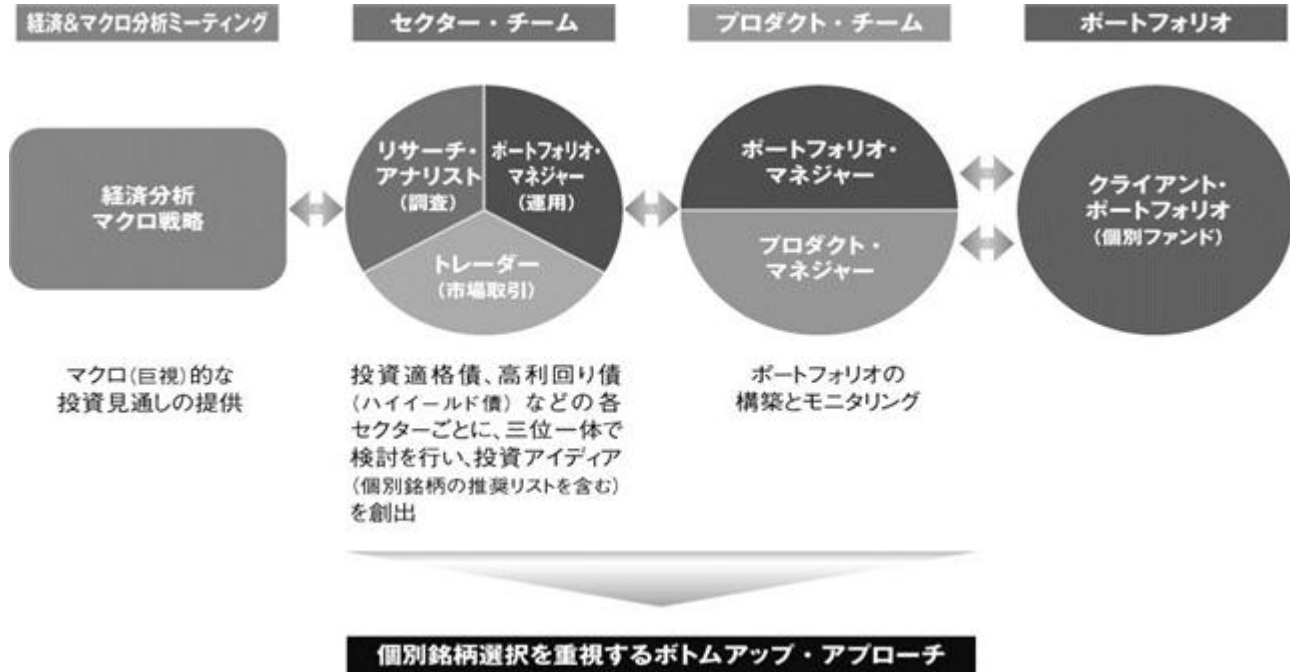 経済&マクロ分析ミーティング
セクター・チーム
プロダクト・チーム
ポートフォリオ
経済分析
マクロ戦略
リサーチ・
アナリスト
(調査)
ポートフォリオ・
マネジャー
(運用)
トレーダー
(市場取引)
ポートフォリオ・
マネジャー
プロダクト・
マネジャー
クライアント・
ポートフォリオ
(個別ファンド)
マクロ(巨視)的な
投資見通しの提供
投資適格債、高利回り債
(ハイイールド債)などの各
セクターごとに、三位一体で
検討を行い、投資アイディア
(個別銘柄の推奨リストを含む)
を創出
ポートフォリオの
構築とモニタリング
個別銘柄選択を重視するボトムアップ・アプローチ